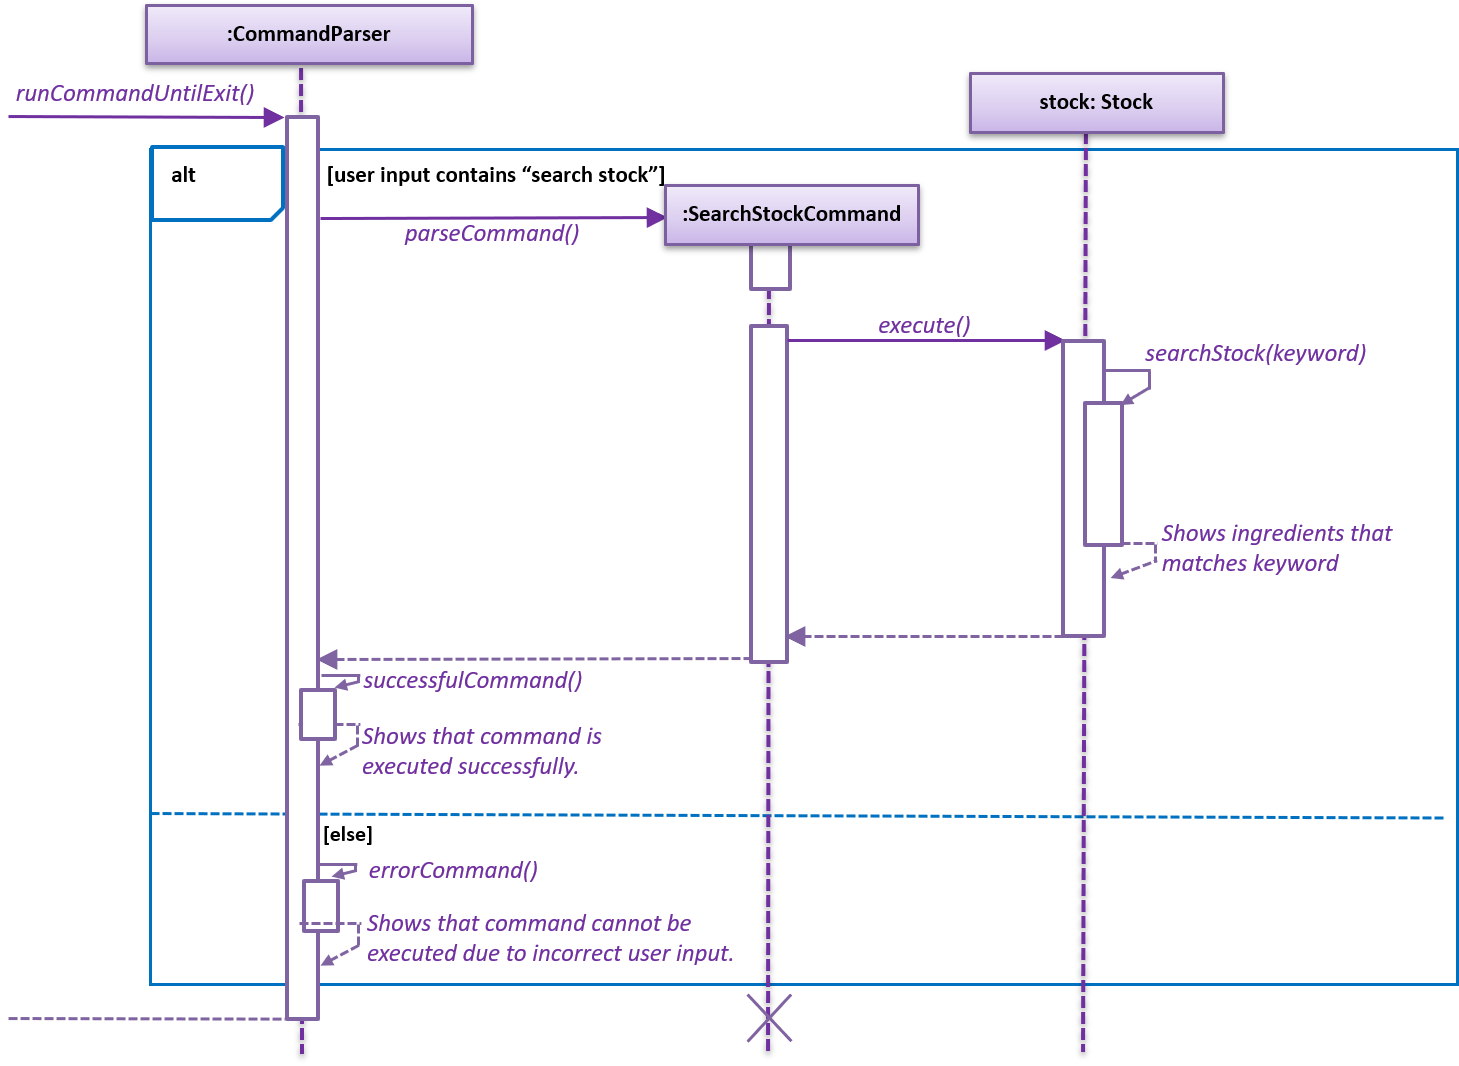 :CommandParser
runCommandUntilExit()
stock: Stock
alt
[user input contains “search stock”]
:SearchStockCommand
parseCommand()
execute()
searchStock(keyword)
Shows ingredients that
matches keyword
successfulCommand()
Shows that command is
executed successfully.
[else]
errorCommand()
Shows that command cannot be
executed due to incorrect user input.